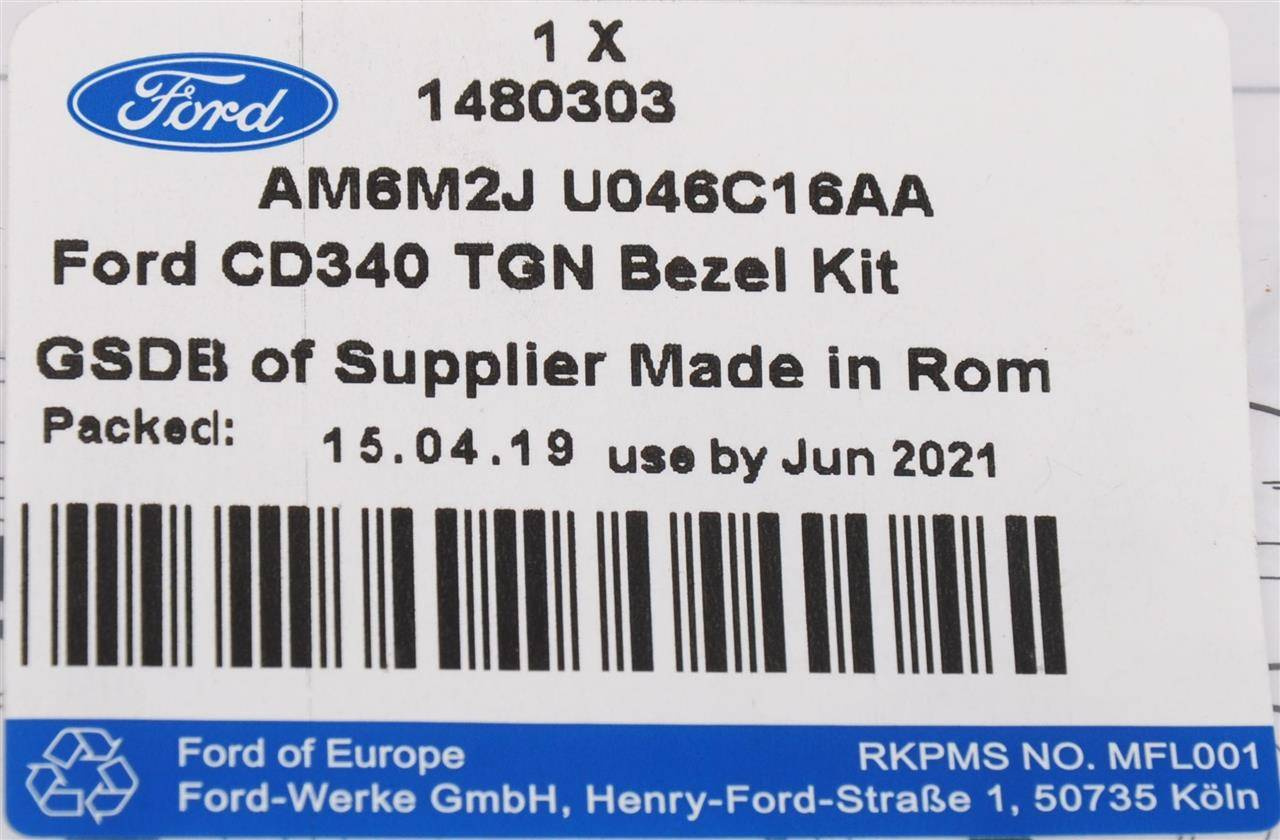 1 X
Ford
1480303
AM6M2J U046C16AA
Ford CD340 TGN Bezel Kit
GSDB of Supplier Made in Rom
Packed: 15.04.19 use by Jun 2021
Ford of Europe
RKPMS NO. MFL001
Ford-Werke GmbH, Henry-Ford-Straße 1, 50735 Köln